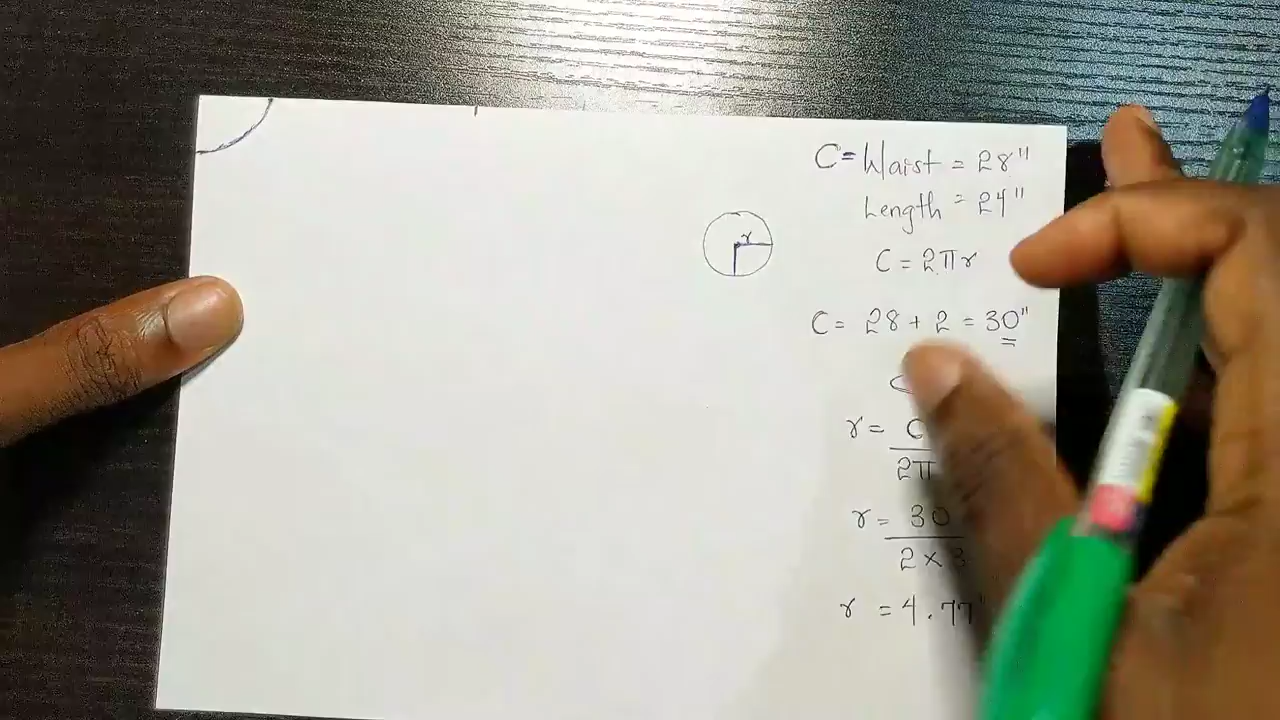 C = Waist = 28"
Length = 24"
r
C = 2πr
C = 28 + 2 = 30"
C
r = C
2π
r = 30
2 × 3
r = 4.77"